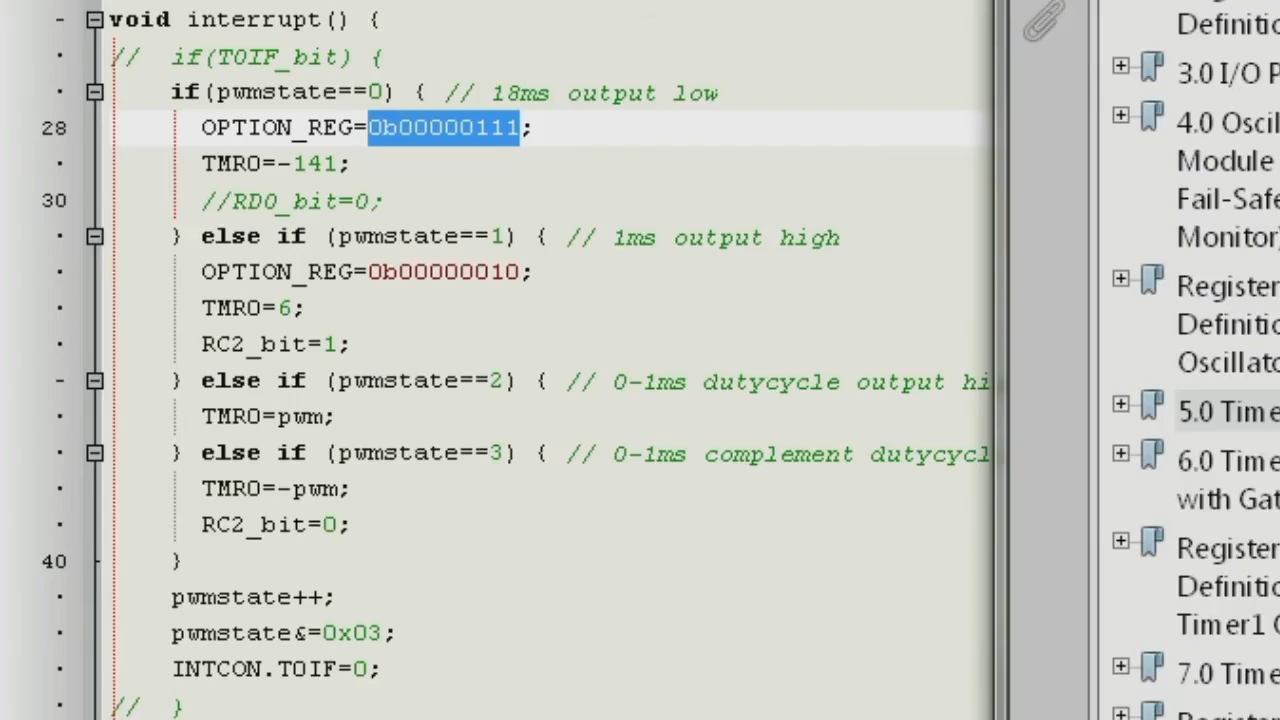 void interrupt() {
//  if(T0IF_bit) {
if(pwmstate==0) { // 18ms output low
28 OPTION_REG=0b00000111;
TMR0=-141;
30 //RD0_bit=0;
} else if (pwmstate==1) { // 1ms output high
OPTION_REG=0b00000010;
TMR0=6;
RC2_bit=1;
} else if (pwmstate==2) { // 0-1ms dutycycle output hi
TMR0=pwm;
} else if (pwmstate==3) { // 0-1ms complement dutycycl
TMR0=-pwm;
RC2_bit=0;
40 }
pwmstate++;
pwmstate&=0x03;
INTCON.T0IF=0;
//  }
Definitio
3.0 I/O P
4.0 Oscil
Module
Fail-Safe
Monitor)
Register
Definitio
Oscillato
5.0 Time
6.0 Time
with Gat
Register
Definitio
Timer1 C
7.0 Time